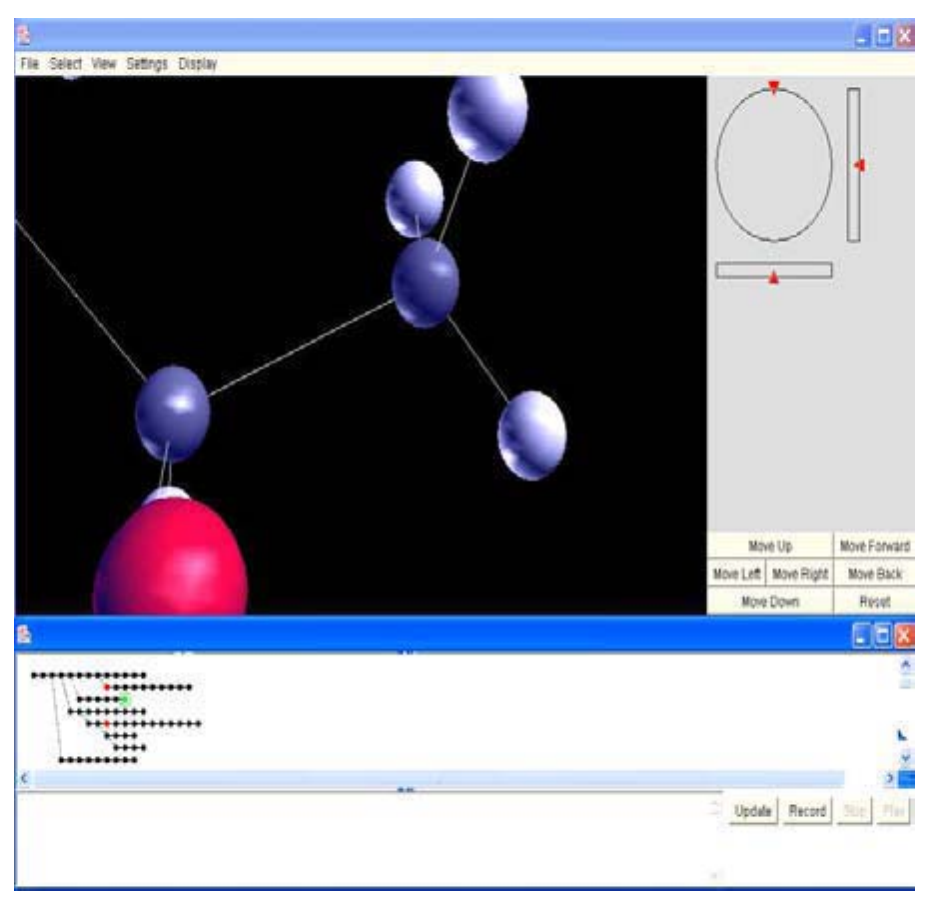 File Select View Settings Display
Move Up Move Forward
Move Left Move Right Move Back
Move Down Reset
Update Record Stop Play